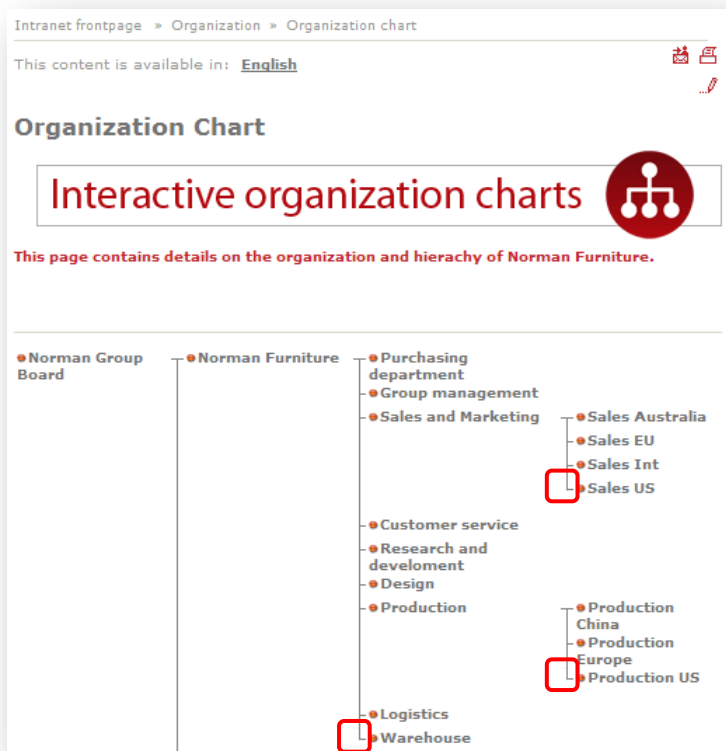 Intranet frontpage » Organization » Organization chart
This content is available in: English
Organization Chart
Interactive organization charts
This page contains details on the organization and hierachy of Norman Furniture.
Norman Group
Board
Norman Furniture
Purchasing
department
Group management
Sales and Marketing
Sales Australia
Sales EU
Sales Int
Sales US
Customer service
Research and
develoment
Design
Production
Production
China
Production
Europe
Production US
Logistics
Warehouse